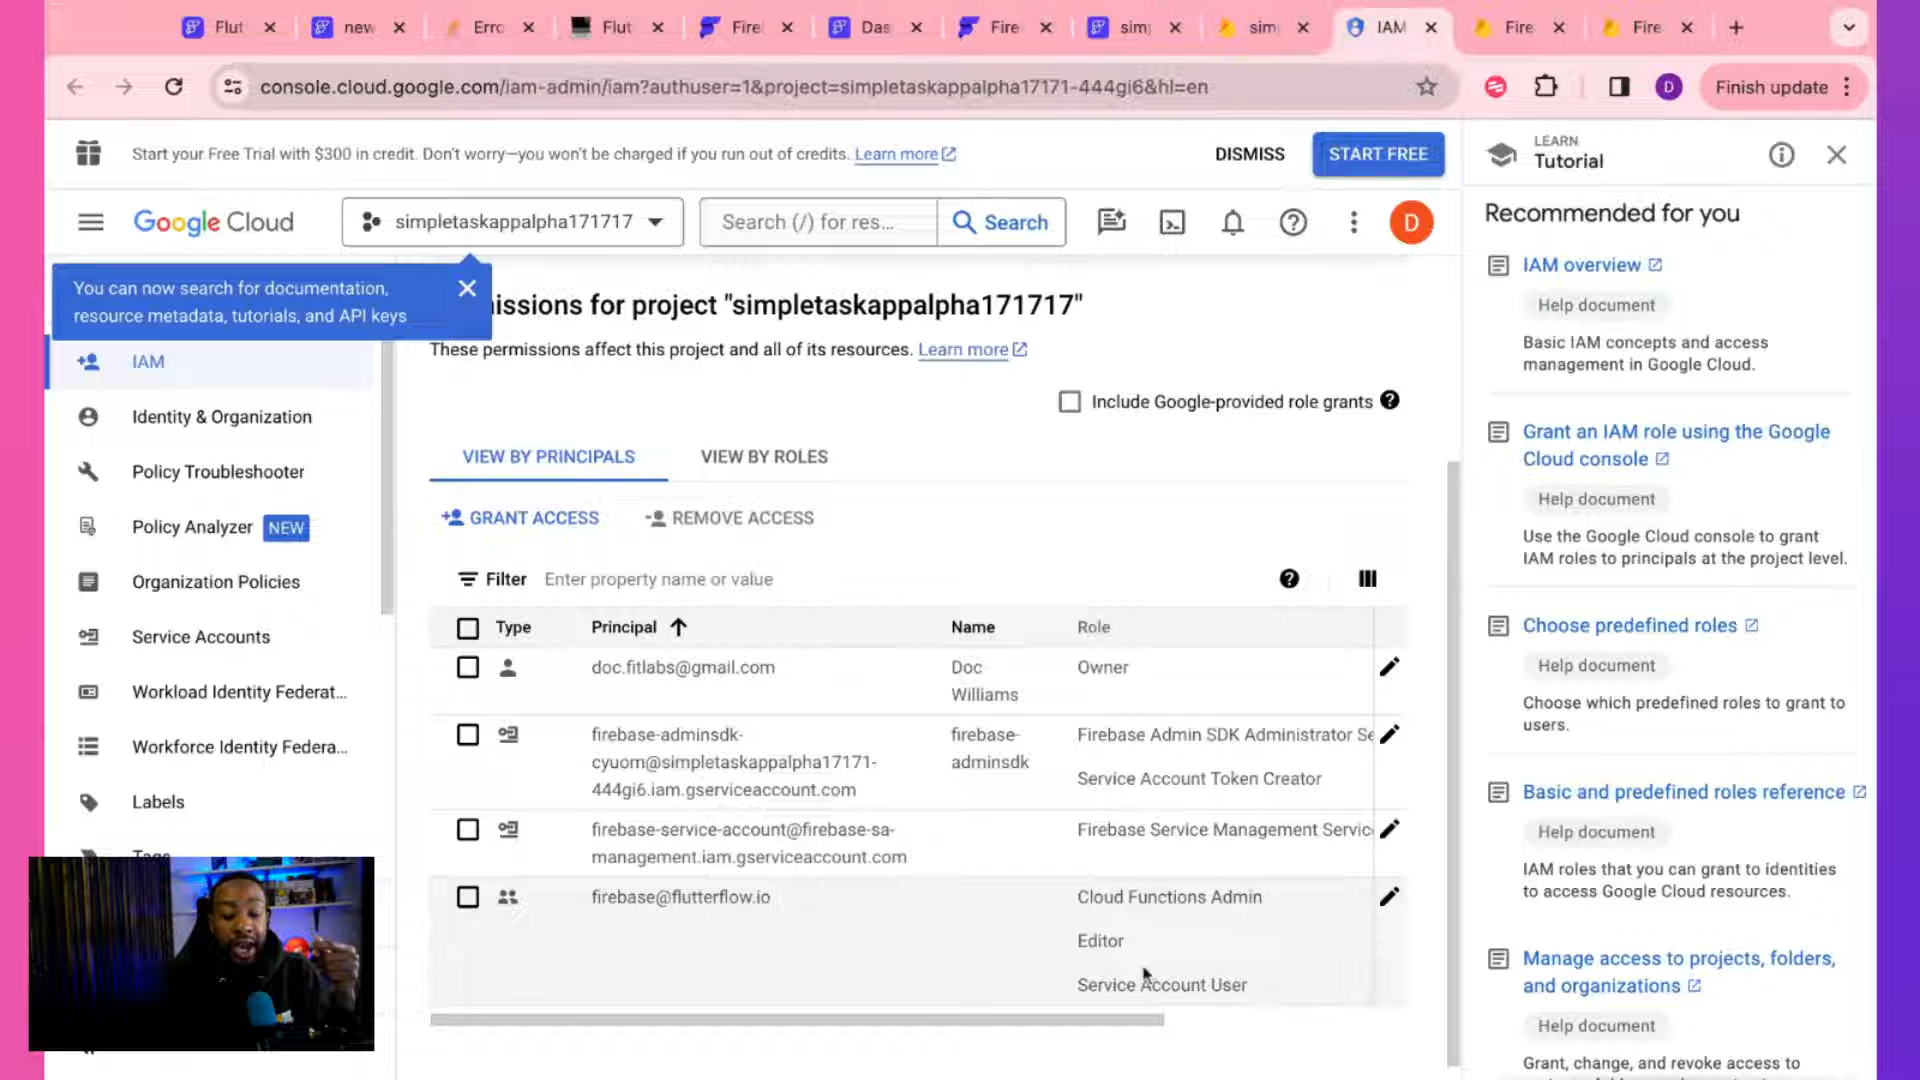 Flut
new
Erro
Flut
Fire
Das
Fire
sim
sim
IAM
Fire
Fire
console.cloud.google.com/iam-admin/iam?authuser=1&project=simpletaskappalpha17171-444gi6&hl=en
D
Finish update
Start your Free Trial with $300 in credit. Don't worry—you won't be charged if you run out of credits. Learn more
DISMISS
START FREE
LEARN
Tutorial
Google Cloud
simpletaskappalpha171717
Search (/) for res...
Search
D
You can now search for documentation,
resource metadata, tutorials, and API keys
issions for project "simpletaskappalpha171717"
These permissions affect this project and all of its resources. Learn more
Include Google-provided role grants
IAM
Identity & Organization
Policy Troubleshooter
Policy Analyzer NEW
Organization Policies
Service Accounts
Workload Identity Federat...
Workforce Identity Federa...
Labels
Tags
VIEW BY PRINCIPALS
VIEW BY ROLES
GRANT ACCESS
REMOVE ACCESS
Filter Enter property name or value
Type Principal Name Role
doc.fitlabs@gmail.com
Doc
Williams
Owner
firebase-adminsdk-
cyuom@simpletaskappalpha17171-
444gi6.iam.gserviceaccount.com
firebase-
adminsdk
Firebase Admin SDK Administrator Se
Service Account Token Creator
firebase-service-account@firebase-sa-
management.iam.gserviceaccount.com
Firebase Service Management Servic
firebase@flutterflow.io
Cloud Functions Admin
Editor
Service Account User
Recommended for you
IAM overview
Help document
Basic IAM concepts and access
management in Google Cloud.
Grant an IAM role using the Google
Cloud console
Help document
Use the Google Cloud console to grant
IAM roles to principals at the project level.
Choose predefined roles
Help document
Choose which predefined roles to grant to
users.
Basic and predefined roles reference
Help document
IAM roles that you can grant to identities
to access Google Cloud resources.
Manage access to projects, folders,
and organizations
Help document
Grant, change, and revoke access to